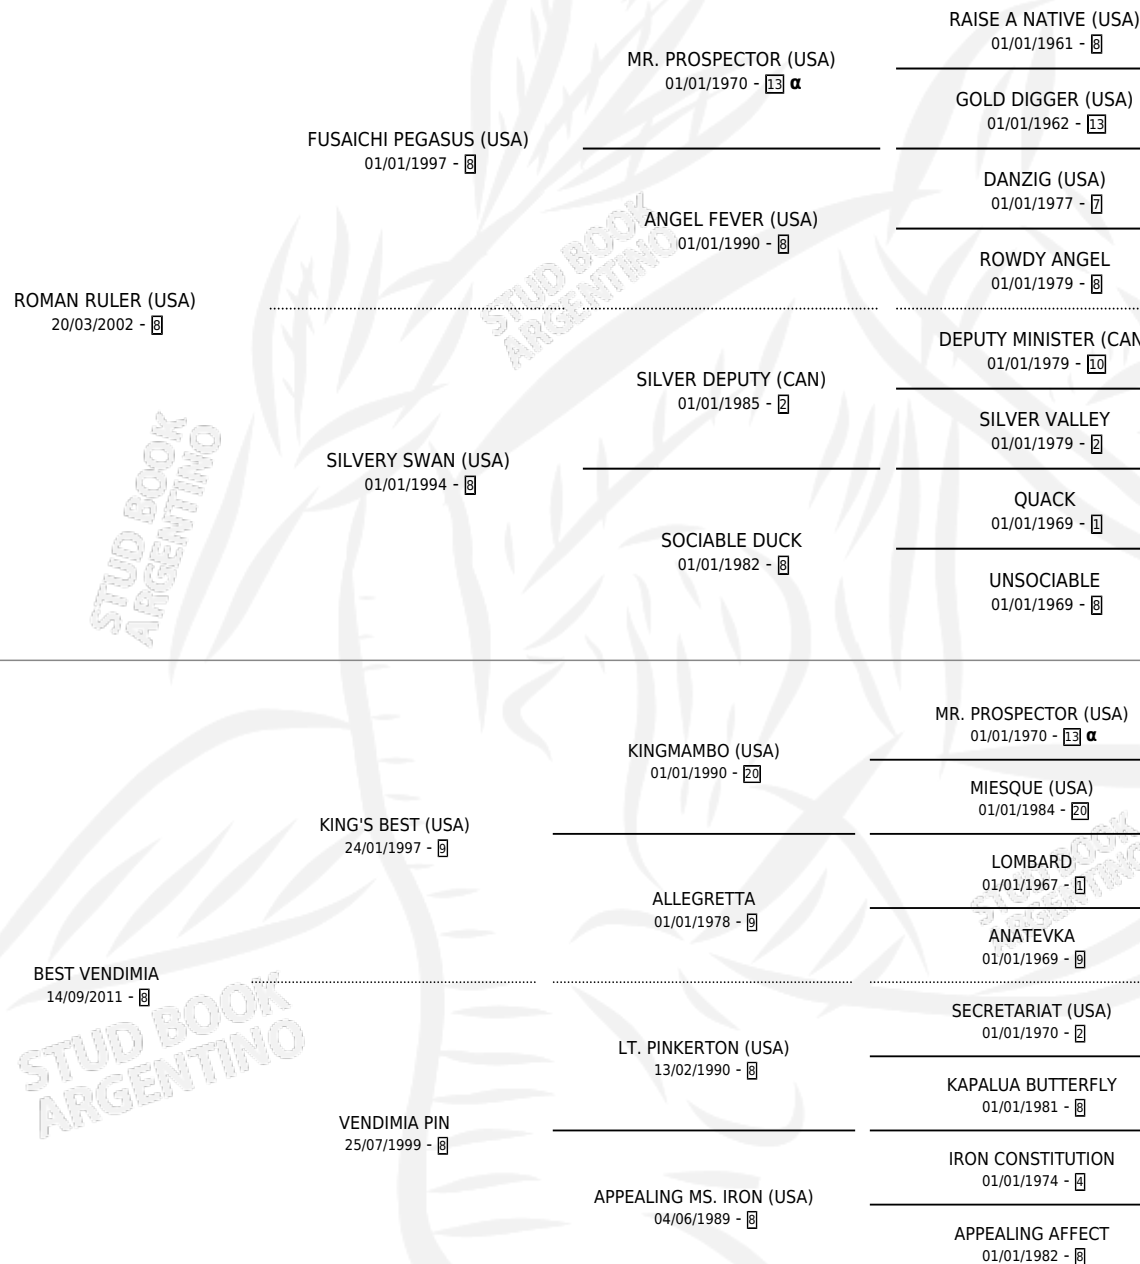 RAISE A NATIVE (USA)
01/01/1961 - 8
MR. PROSPECTOR (USA)
01/01/1970 - 13 α
GOLD DIGGER (USA)
01/01/1962 - 13
FUSAICHI PEGASUS (USA)
01/01/1997 - 8
DANZIG (USA)
01/01/1977 - 7
ANGEL FEVER (USA)
01/01/1990 - 8
ROWDY ANGEL
01/01/1979 - 8
ROMAN RULER (USA)
20/03/2002 - 8
DEPUTY MINISTER (CAN
01/01/1979 - 10
SILVER DEPUTY (CAN)
01/01/1985 - 2
SILVER VALLEY
01/01/1979 - 2
SILVERY SWAN (USA)
01/01/1994 - 8
QUACK
01/01/1969 - 1
SOCIABLE DUCK
01/01/1982 - 8
UNSOCIABLE
01/01/1969 - 8
MR. PROSPECTOR (USA)
01/01/1970 - 13 α
KINGMAMBO (USA)
01/01/1990 - 20
MIESQUE (USA)
01/01/1984 - 20
KING'S BEST (USA)
24/01/1997 - 9
LOMBARD
01/01/1967 - 1
ALLEGRETTA
01/01/1978 - 9
ANATEVKA
01/01/1969 - 9
BEST VENDIMIA
14/09/2011 - 8
SECRETARIAT (USA)
01/01/1970 - 2
LT. PINKERTON (USA)
13/02/1990 - 8
KAPALUA BUTTERFLY
01/01/1981 - 8
VENDIMIA PIN
25/07/1999 - 8
IRON CONSTITUTION
01/01/1974 - 4
APPEALING MS. IRON (USA)
04/06/1989 - 8
APPEALING AFFECT
01/01/1982 - 8
STUD BOOK
ARGENTINO
STUD BOOK
ARGENTINO
STUD BOOK
ARGENTINO
STUD BOOK
ARGENTINO